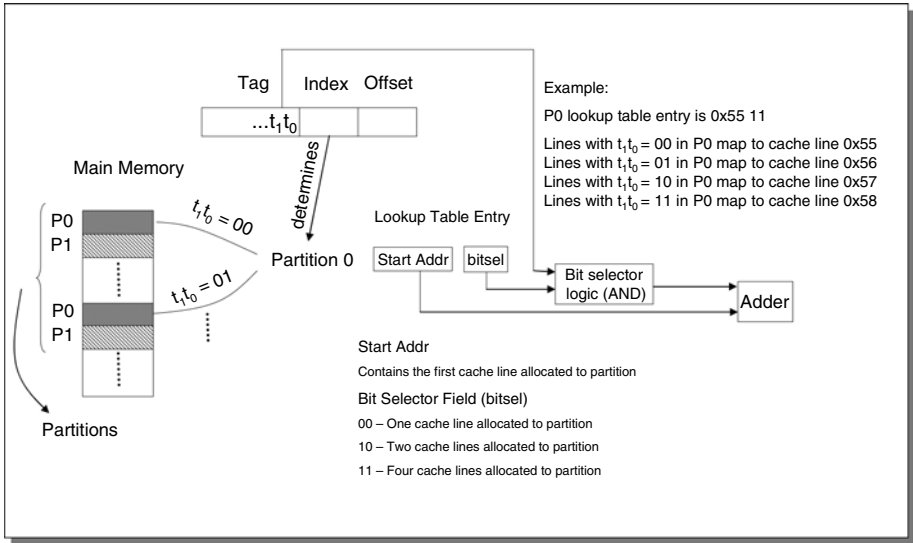 Tag Index Offset
...t₁t₀
determines
Main Memory
P0
P1
P0
P1
Partitions
t₁t₀ = 00
t₁t₀ = 01
Partition 0
Lookup Table Entry
Start Addr
bitsel
Bit selector
logic (AND)
Adder
Example:
P0 lookup table entry is 0x55 11
Lines with t₁t₀ = 00 in P0 map to cache line 0x55
Lines with t₁t₀ = 01 in P0 map to cache line 0x56
Lines with t₁t₀ = 10 in P0 map to cache line 0x57
Lines with t₁t₀ = 11 in P0 map to cache line 0x58
Start Addr
Contains the first cache line allocated to partition
Bit Selector Field (bitsel)
00 – One cache line allocated to partition
10 – Two cache lines allocated to partition
11 – Four cache lines allocated to partition